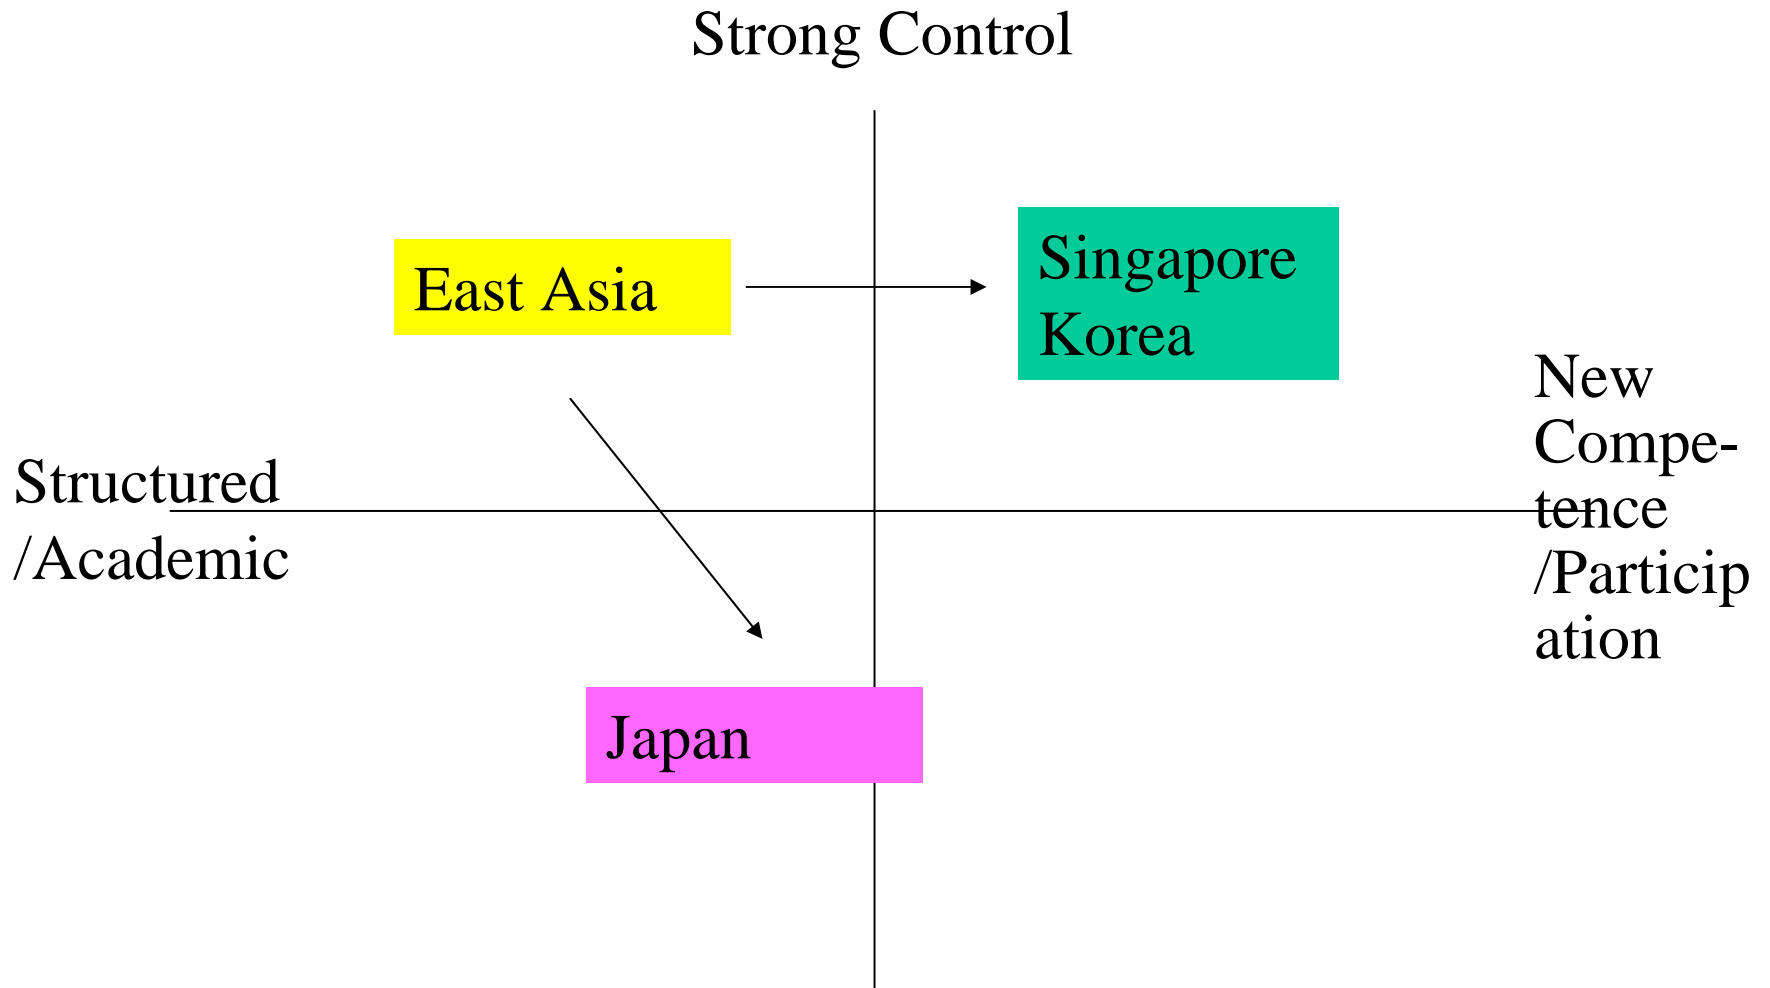 Strong Control
East Asia
Singapore
Korea
Structured
/Academic
New
Compe-
tence
/Particip
ation
Japan